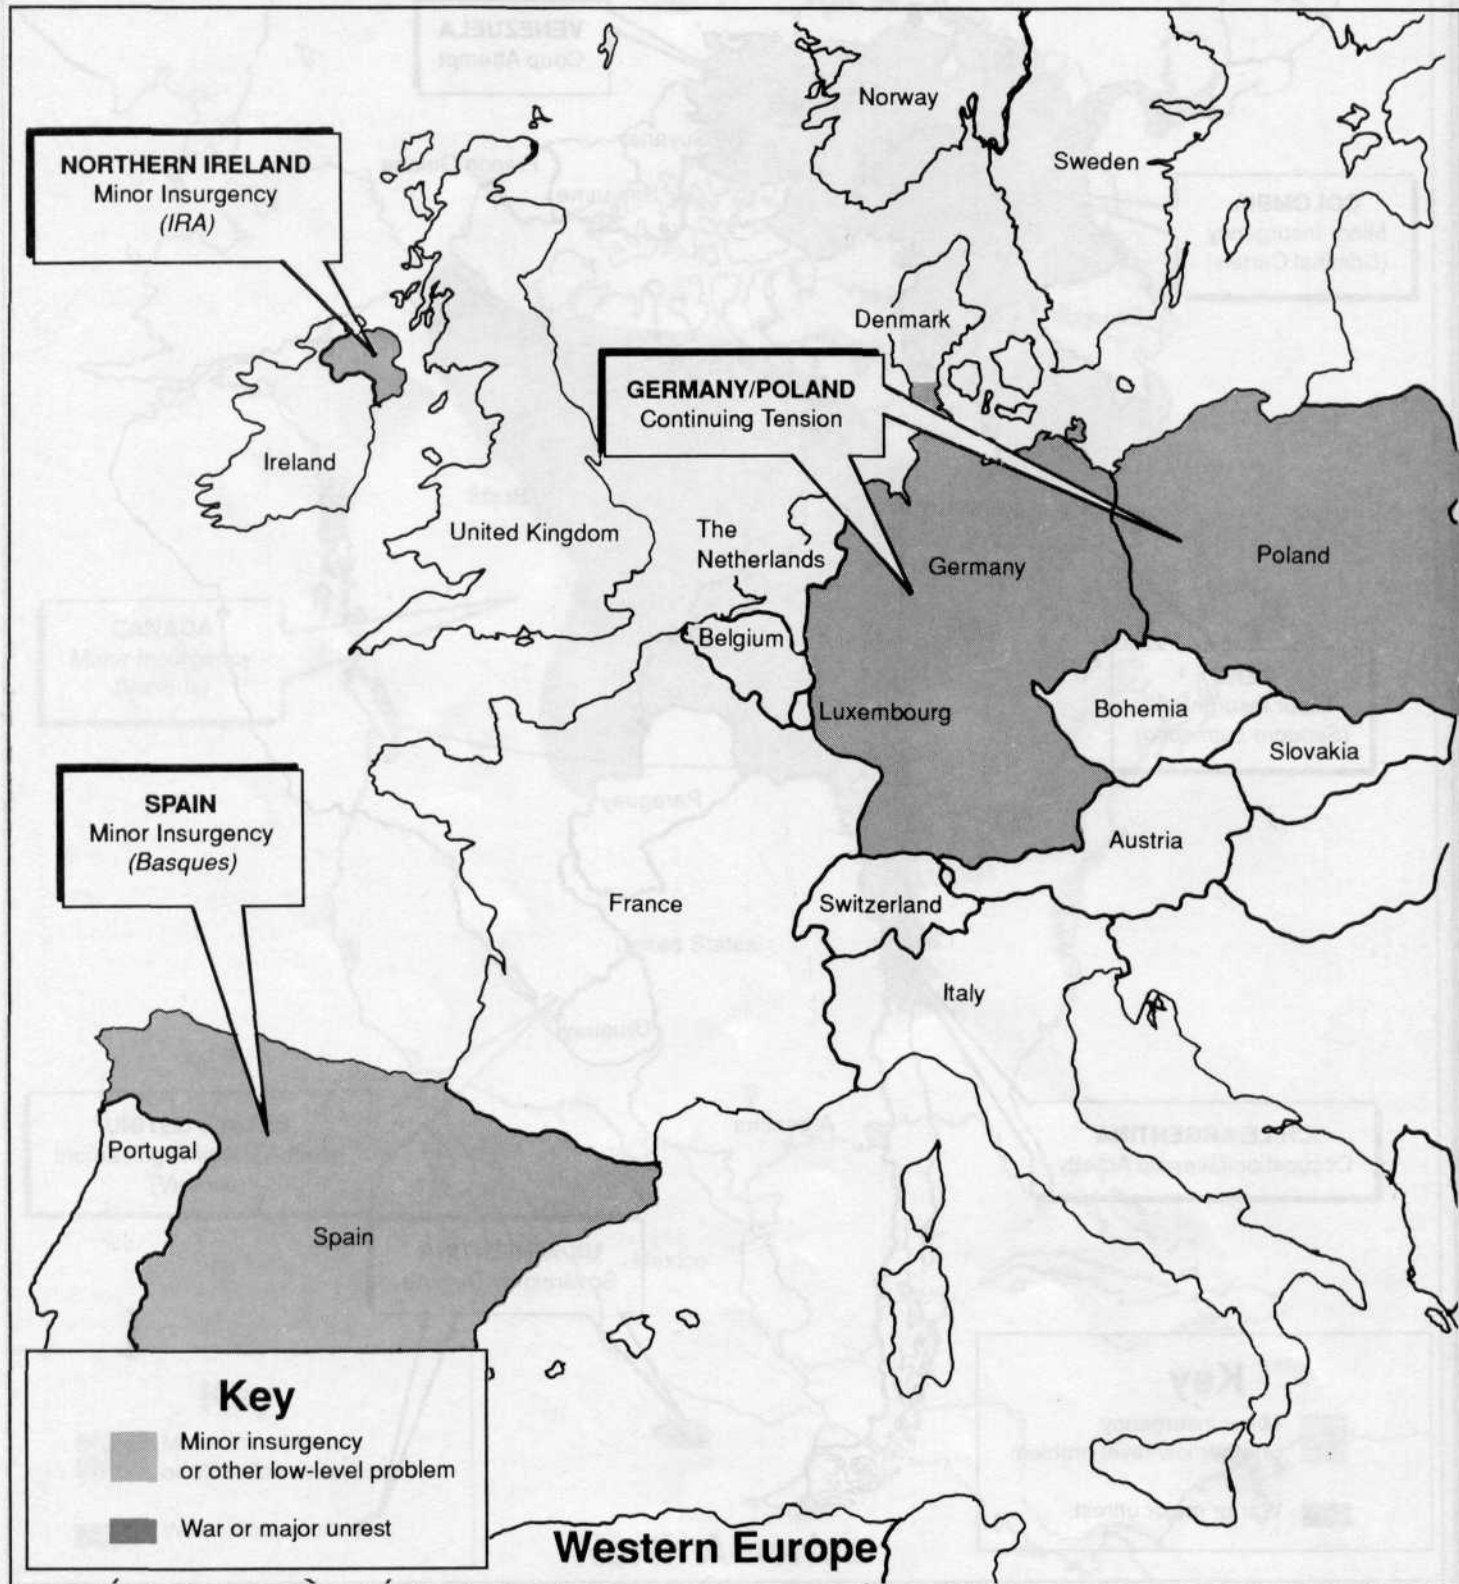 Norway
Sweden
NORTHERN IRELAND
Minor Insurgency
(IRA)
Denmark
GERMANY/POLAND
Continuing Tension
Ireland
United Kingdom
The
Netherlands
Germany
Poland
Belgium
Luxembourg
Bohemia
Slovakia
SPAIN
Minor Insurgency
(Basques)
Austria
France
Switzerland
Italy
Portugal
Spain
Key
Minor insurgency
or other low-level problem
War or major unrest
Western Europe